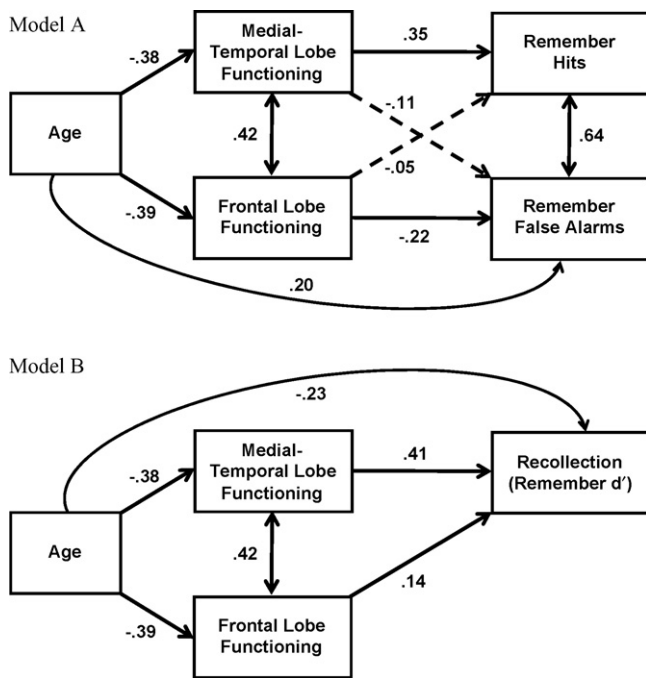 Model A
Medial-
Temporal Lobe
Functioning
Remember
Hits
Age
Frontal Lobe
Functioning
Remember
False Alarms
-.38
.35
-.11
.42
-.05
.64
-.39
-.22
.20
Model B
-.23
Medial-
Temporal Lobe
Functioning
Recollection
(Remember d′)
Age
Frontal Lobe
Functioning
-.38
.41
.42
.14
-.39